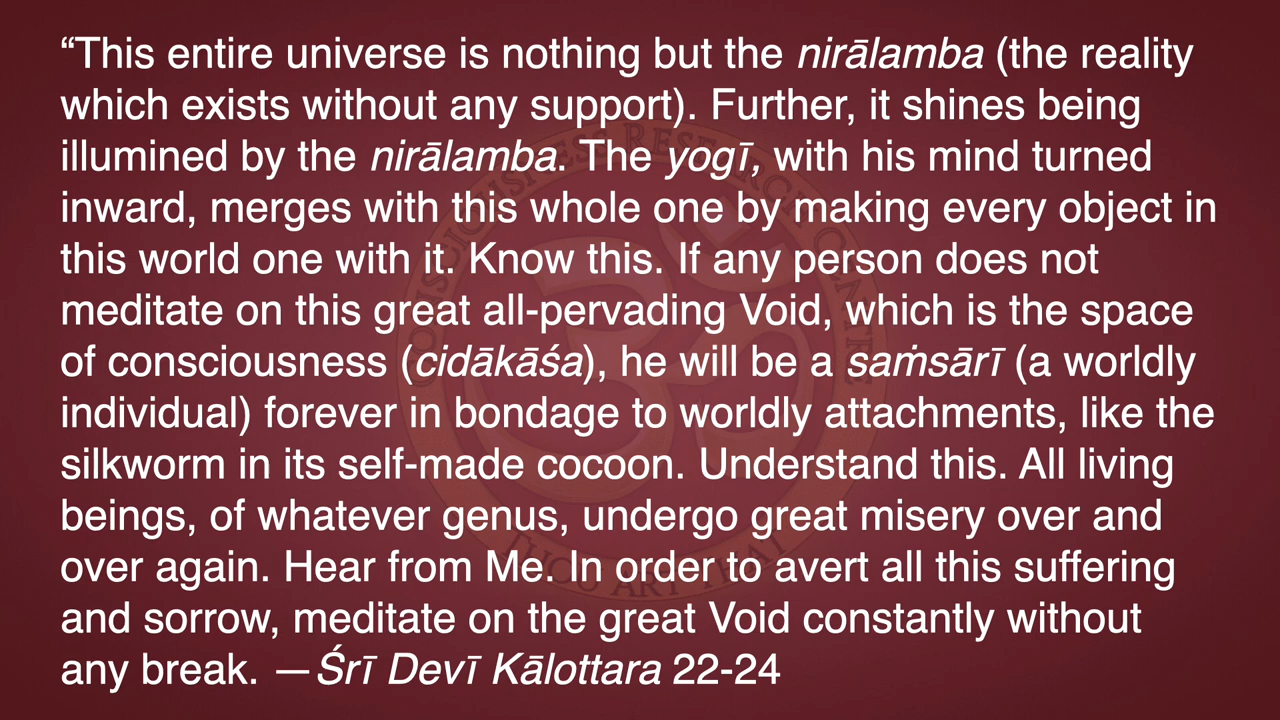 “This entire universe is nothing but the nirālamba (the reality
which exists without any support). Further, it shines being
illumined by the nirālamba. The yogī, with his mind turned
inward, merges with this whole one by making every object in
this world one with it. Know this. If any person does not
meditate on this great all-pervading Void, which is the space
of consciousness (cidākāśa), he will be a saṁsārī (a worldly
individual) forever in bondage to worldly attachments, like the
silkworm in its self-made cocoon. Understand this. All living
beings, of whatever genus, undergo great misery over and
over again. Hear from Me. In order to avert all this suffering
and sorrow, meditate on the great Void constantly without
any break. —Śrī Devī Kālottara 22-24
CONSCIOUSNESS RESEARCH CENTRE
ॐ
THOU ART THAT